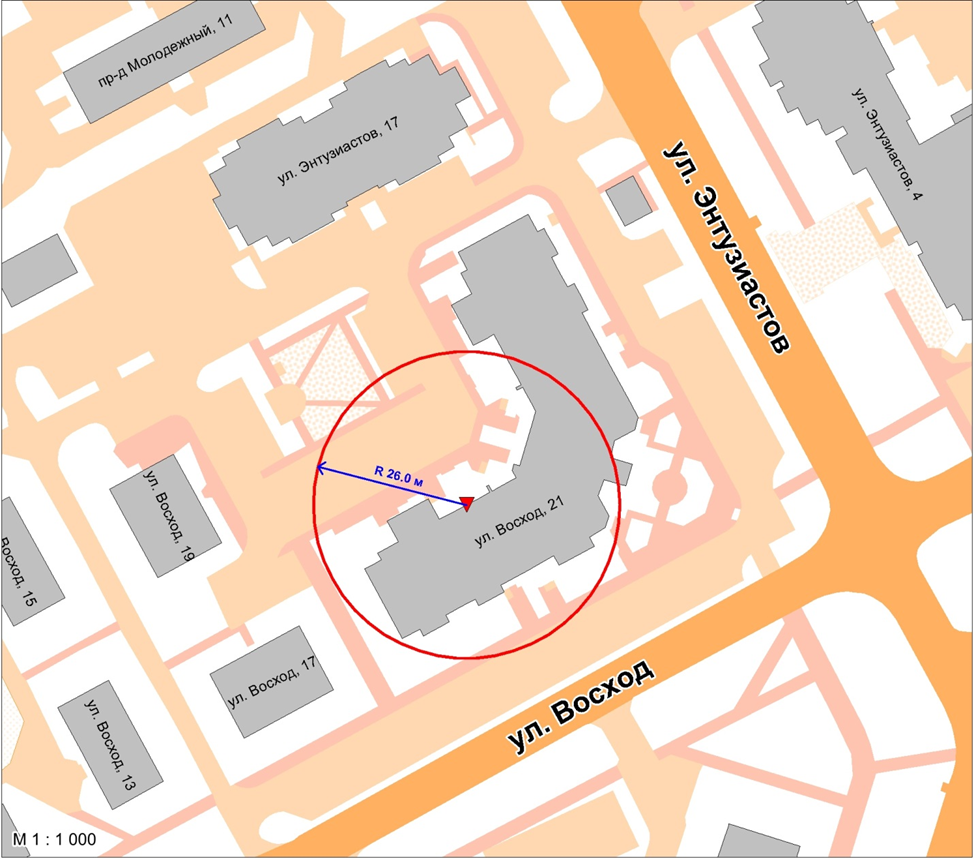 пр-д Молодежный, 11
ул. Энтузиастов, 17
ул. Энтузиастов, 4
ул. Энтузиастов
R 26.0 м
ул. Восход, 21
ул. Восход, 19
Восход, 15
ул. Восход, 17
ул. Восход
ул. Восход, 13
М 1 : 1 000